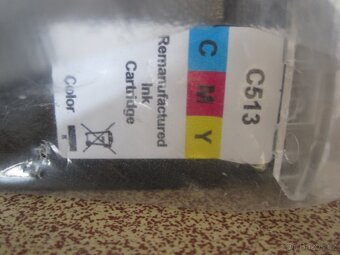 C513
C M Y
Remanufactured
Ink
Cartridge
Color